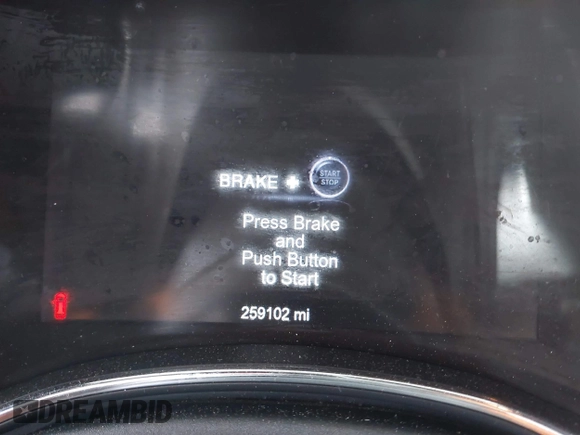 BRAKE + START
STOP
Press Brake
and
Push Button
to Start
259102 mi
DREAMBID